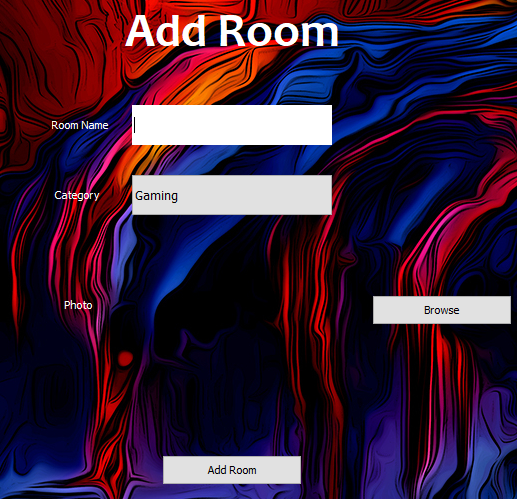 Add Room
Room Name
Category
Gaming
Photo
Browse
Add Room